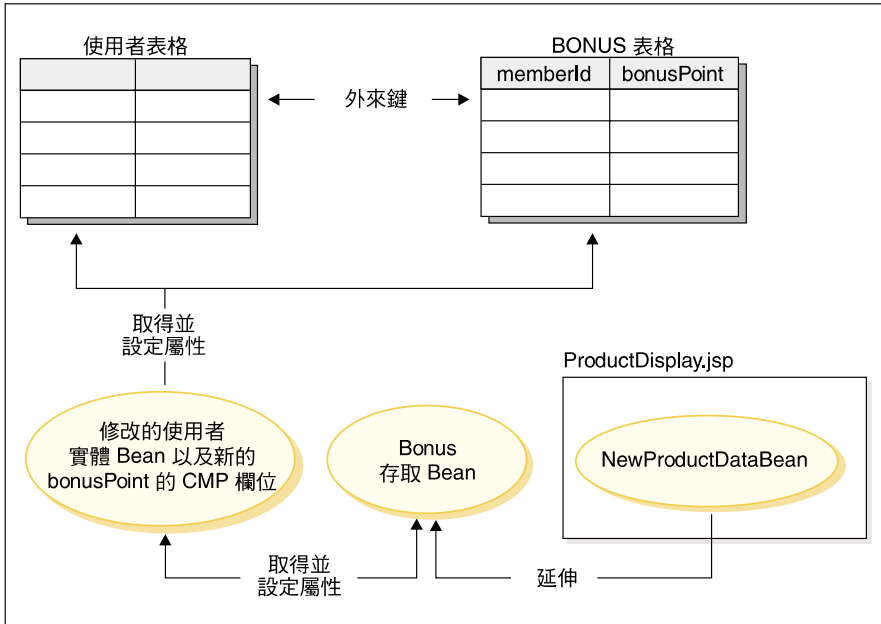 使用者表格
BONUS 表格
memberId
bonusPoint
外來鍵
取得並
設定屬性
ProductDisplay.jsp
修改的使用者
實體 Bean 以及新的
bonusPoint 的 CMP 欄位
Bonus
存取 Bean
NewProductDataBean
取得並
設定屬性
延伸